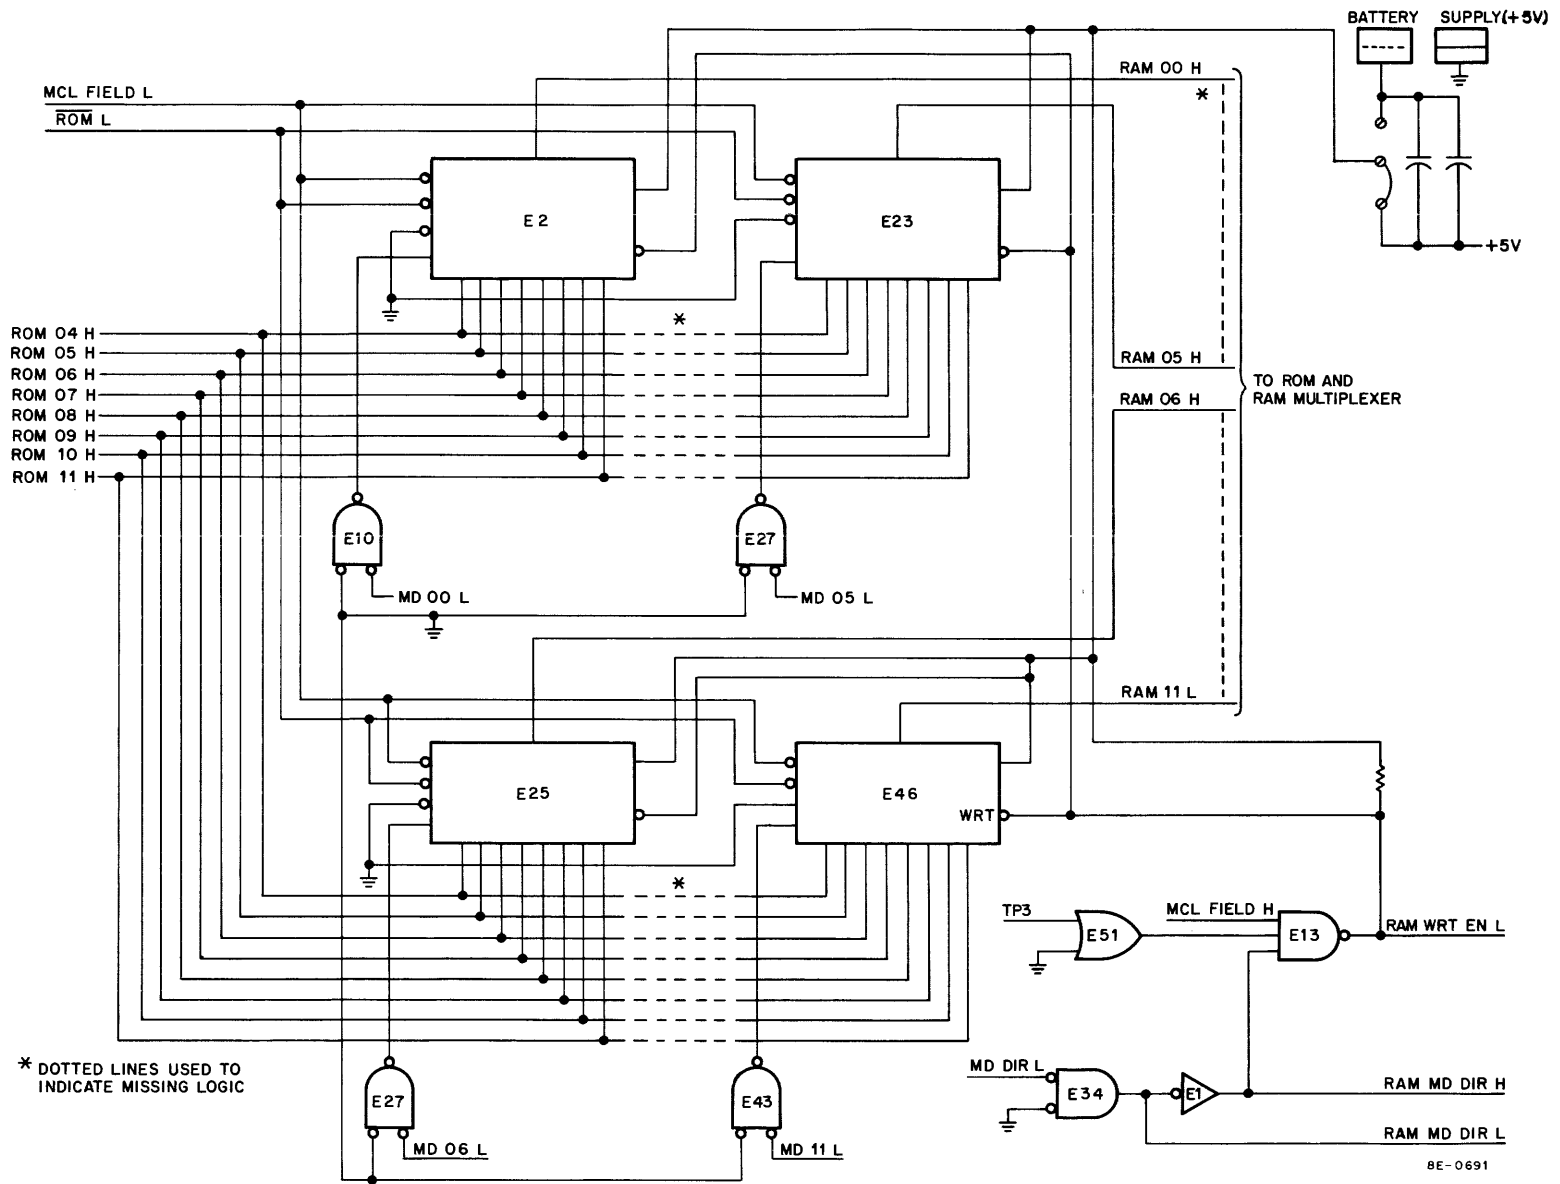 BATTERY SUPPLY(+5V)
RAM 00 H
*
MCL FIELD L
ROM L
E2
E23
+5V
*
ROM 04 H
ROM 05 H
ROM 06 H
ROM 07 H
ROM 08 H
ROM 09 H
ROM 10 H
ROM 11 H
RAM 05 H
RAM 06 H
TO ROM AND
RAM MULTIPLEXER
E10
E27
MD 00 L
MD 05 L
RAM 11 L
E25
E46
WRT
*
TP3
E51
MCL FIELD H
E13
RAM WRT EN L
* DOTTED LINES USED TO
INDICATE MISSING LOGIC
E27
E43
MD 06 L
MD 11 L
MD DIR L
E34
E1
RAM MD DIR H
RAM MD DIR L
8E-0691